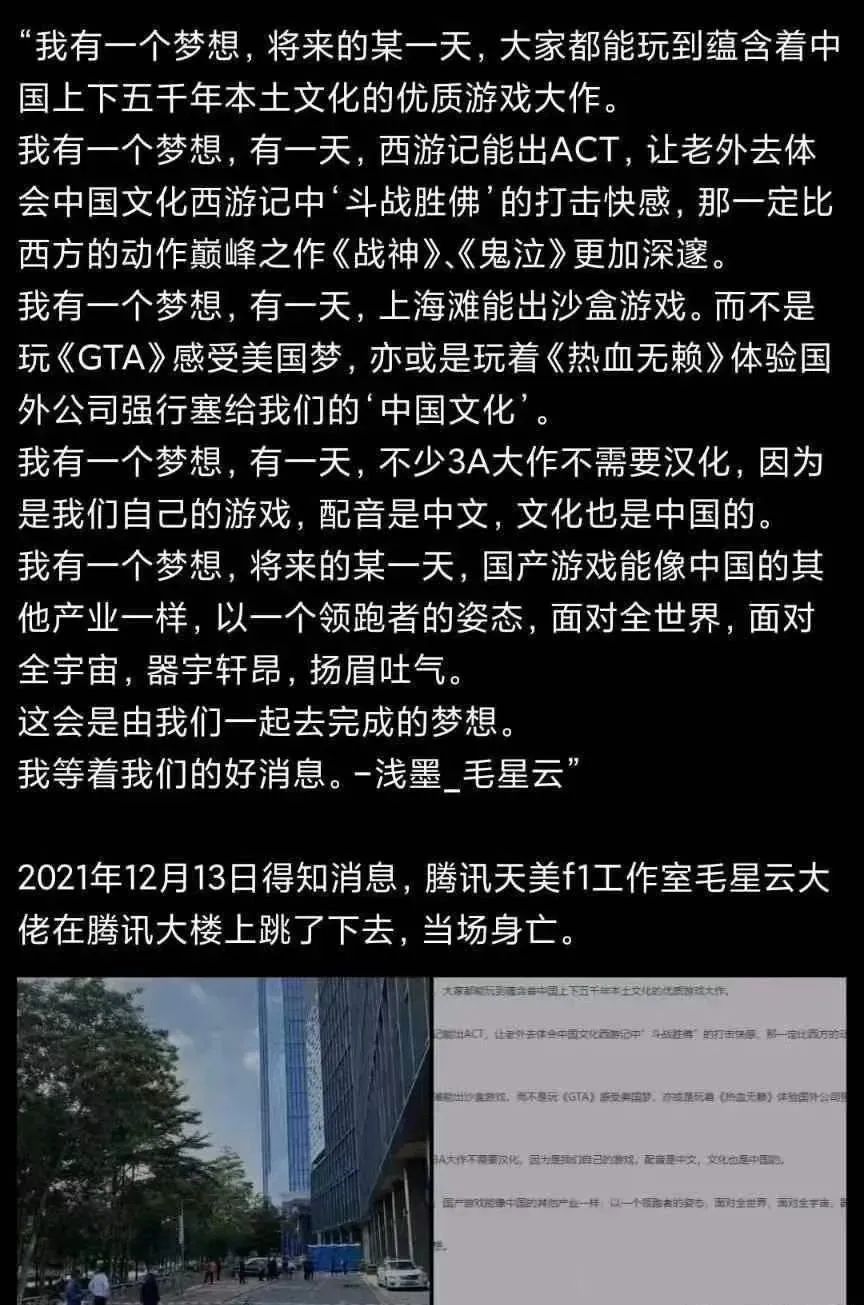 “我有一个梦想，将来的某一天，大家都能玩到蕴含着中
国上下五千年本土文化的优质游戏大作。
我有一个梦想，有一天，西游记能出ACT，让老外去体
会中国文化西游记中‘斗战胜佛’的打击快感，那一定比
西方的动作巅峰之作《战神》、《鬼泣》更加深邃。
我有一个梦想，有一天，上海滩能出沙盒游戏。而不是
玩《GTA》感受美国梦，亦或是玩着《热血无赖》体验国
外公司强行塞给我们的‘中国文化’。
我有一个梦想，有一天，不少3A大作不需要汉化，因为
是我们自己的游戏，配音是中文，文化也是中国的。
我有一个梦想，将来的某一天，国产游戏能像中国的其
他产业一样，以一个领跑者的姿态，面对全世界，面对
全宇宙，器宇轩昂，扬眉吐气。
这会是由我们一起去完成的梦想。
我等着我们的好消息。-浅墨_毛星云”
2021年12月13日得知消息，腾讯天美f1工作室毛星云大
佬在腾讯大楼上跳了下去，当场身亡。
大家都能玩到蕴含着中国上下五千年本土文化的优质游戏大作。
记能出ACT，让老外去体会中国文化西游记中‘斗战胜佛’的打击快感，那一定比西方的动
滩能出沙盒游戏。而不是玩《GTA》感受美国梦，亦或是玩着《热血无赖》体验国外公司强
3A大作不需要汉化，因为是我们自己的游戏，配音是中文，文化也是中国的。
国产游戏能像中国的其他产业一样，以一个领跑者的姿态，面对全世界，面对全宇宙，
想。